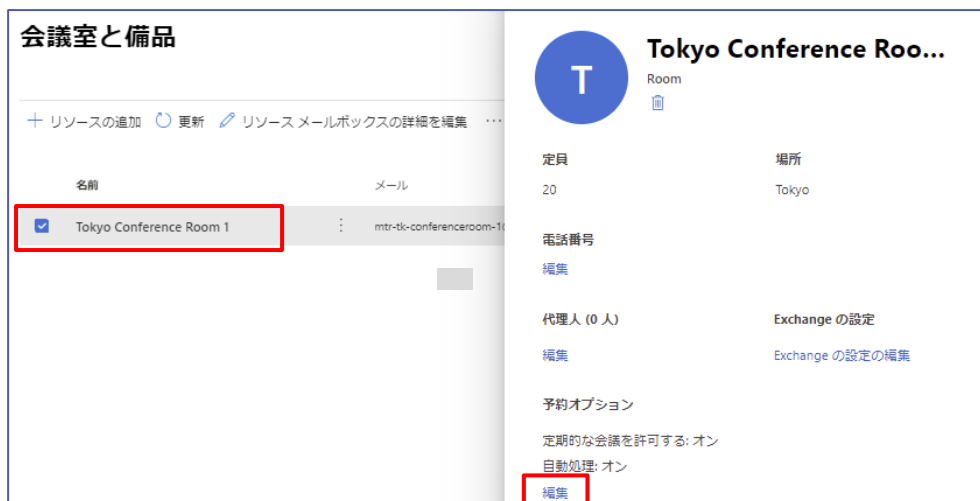 会議室と備品
リソースの追加 更新 リソース メールボックスの詳細を編集 …
名前 メール
Tokyo Conference Room 1 mtr-tk-conferenceroom-1
T
Tokyo Conference Roo...
Room
定員 場所
20 Tokyo
電話番号
編集
代理人 (0 人) Exchange の設定
編集 Exchange の設定の編集
予約オプション
定期的な会議を許可する: オン
自動処理: オン
編集